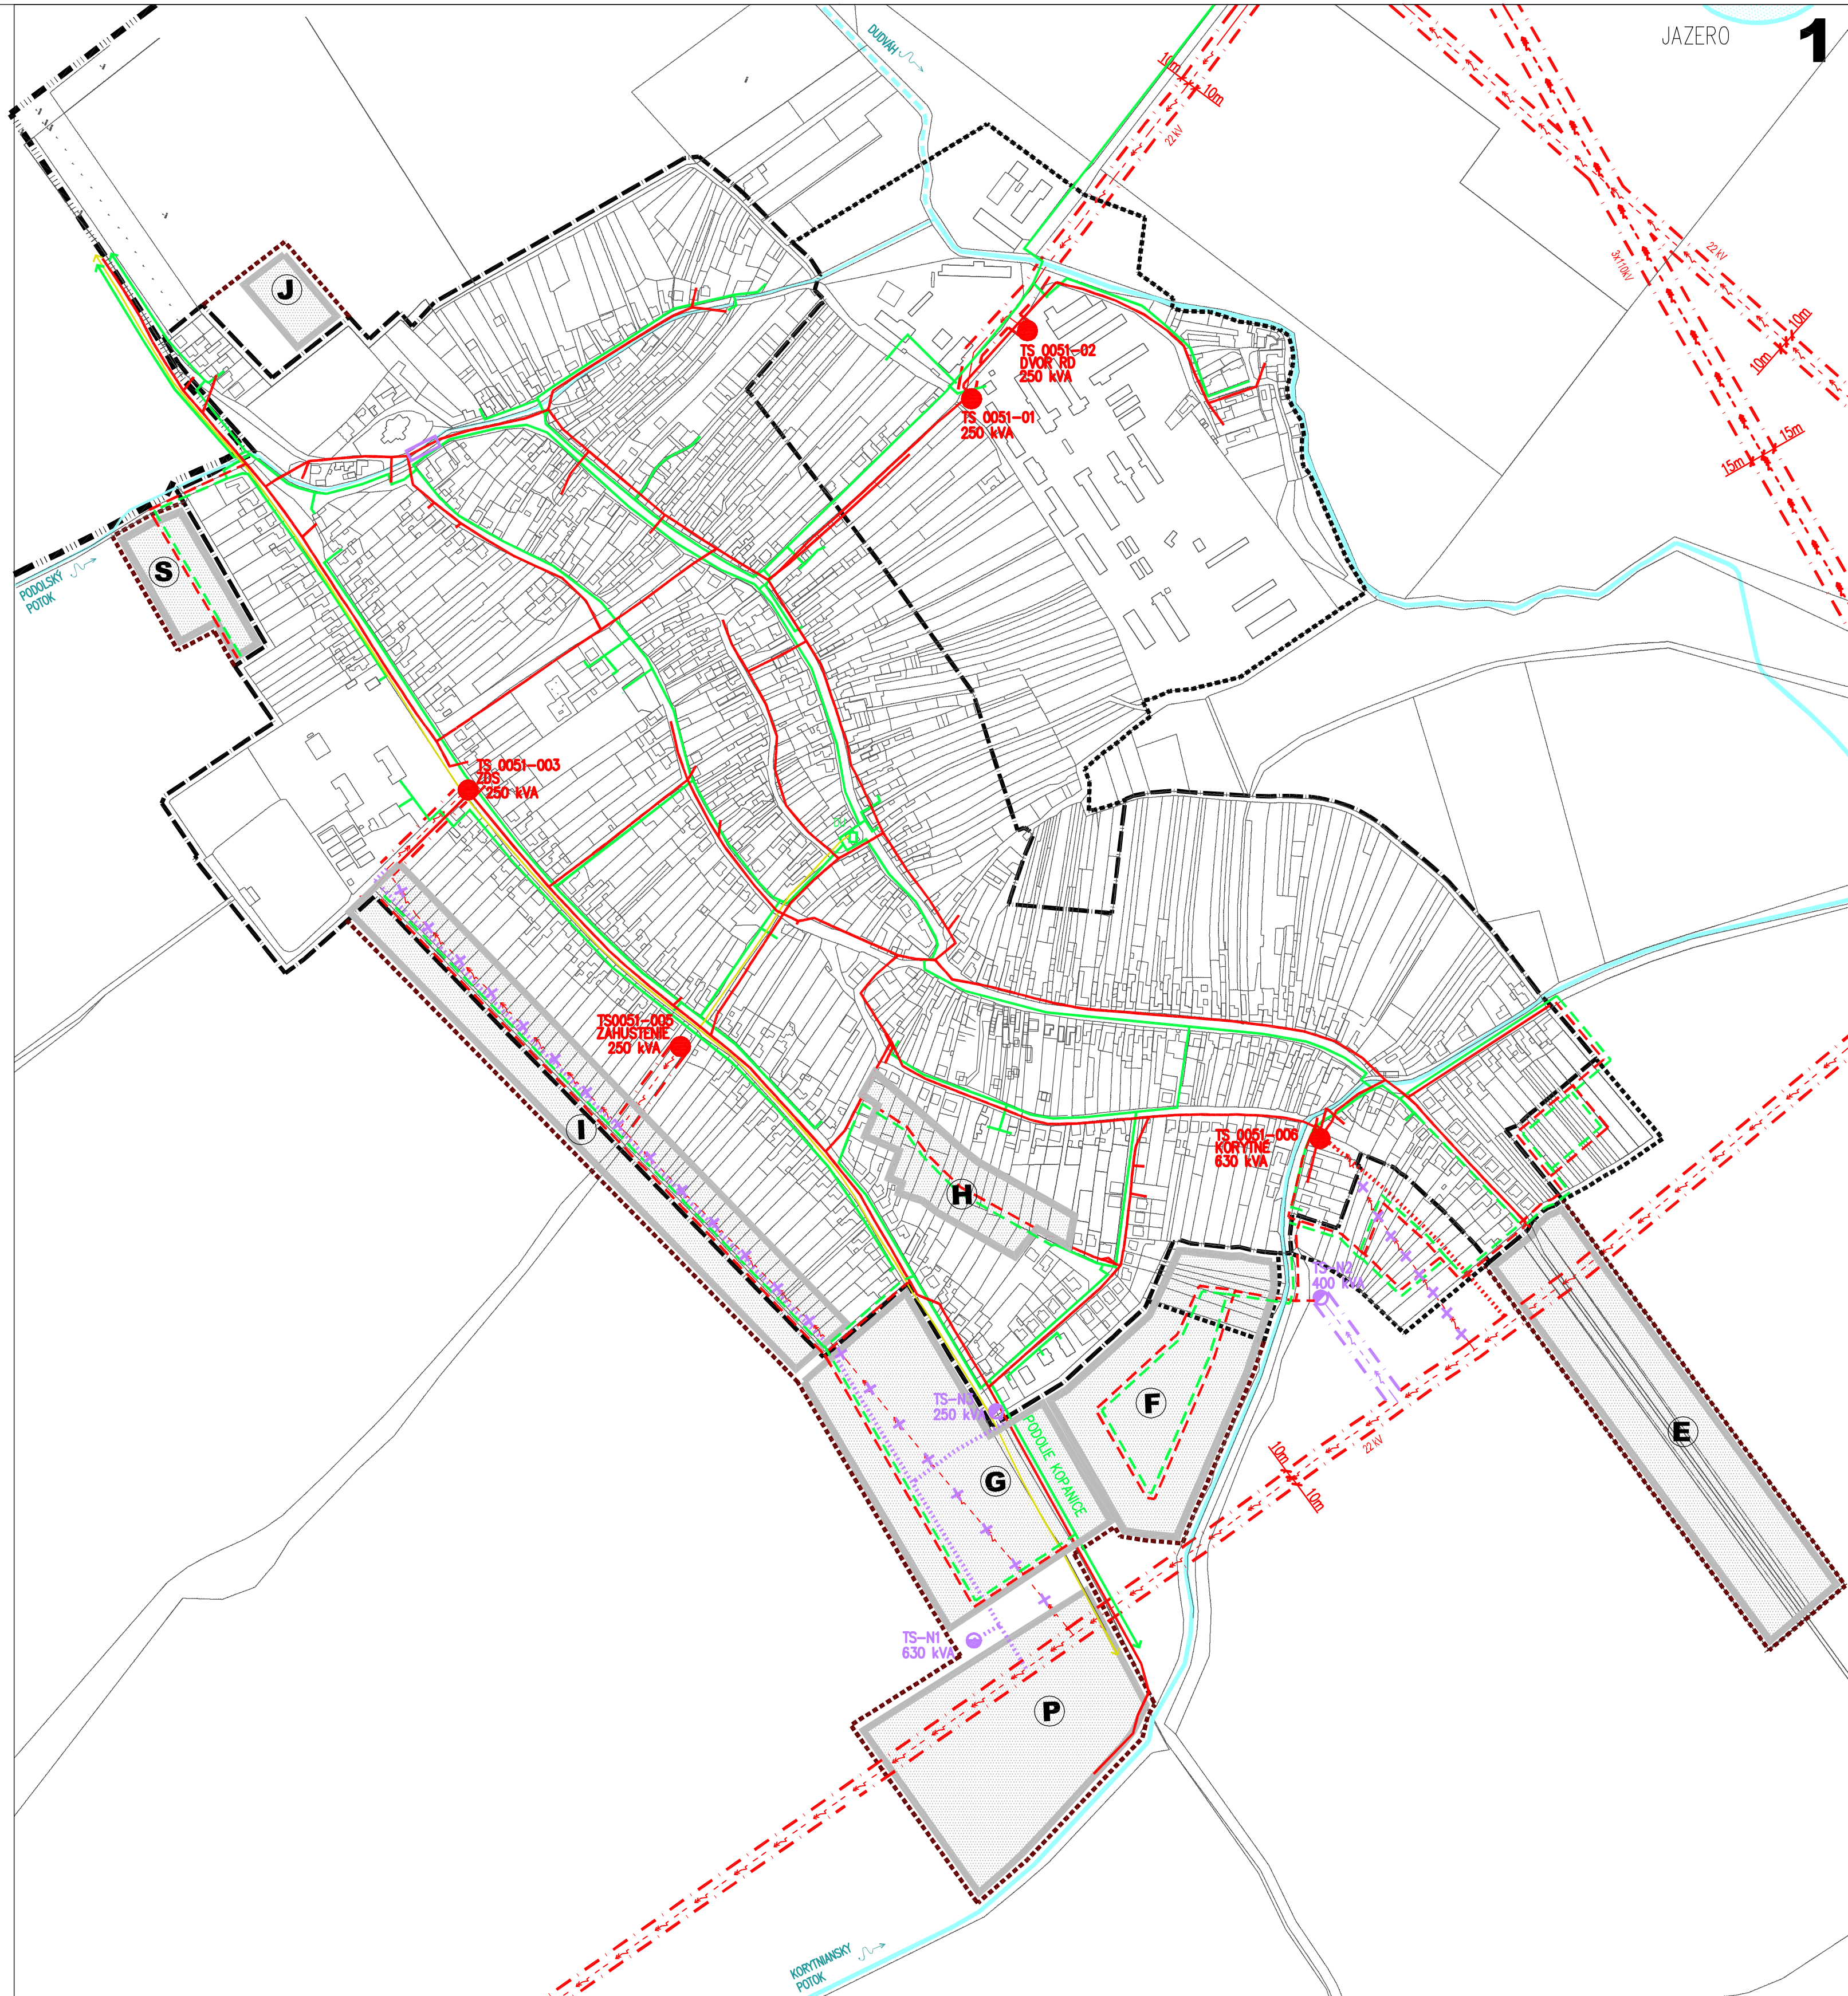 JAZERO
1
DUDVÁH
10m
10m
22 kV
3x110kV
22 kV
10m
10m
15m
15m
J
S
PODOLSKÝ
POTOK
TS 0051-02
DVOR RD
250 kVA
TS 0051-01
250 kVA
TS 0051-003
ZDS
250 kVA
TS0051-005
ZAHUSTENIE
250 kVA
TS 0051-006
KORYTNÉ
630 kVA
I
H
TS-N2
400 kVA
F
E
TS-N3
250 kVA
PODOLIE KOPANICE
G
22 kV
10m
10m
TS-N1
630 kVA
P
KORYTNIANSKY
POTOK